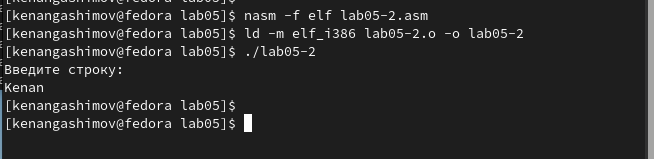 [kenangashimov@fedora lab05]$ nasm -f elf lab05-2.asm
[kenangashimov@fedora lab05]$ ld -m elf_i386 lab05-2.o -o lab05-2
[kenangashimov@fedora lab05]$ ./lab05-2
Введите строку:
Kenan
[kenangashimov@fedora lab05]$
[kenangashimov@fedora lab05]$